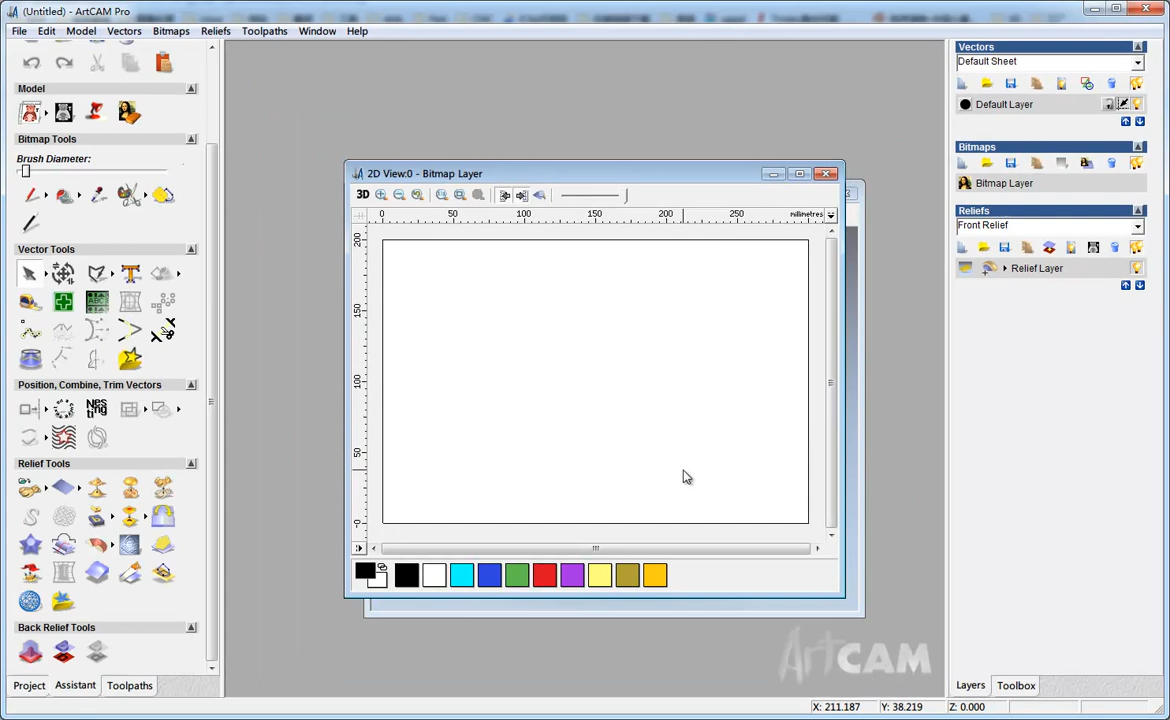 (Untitled) - ArtCAM Pro
File Edit Model Vectors Bitmaps Reliefs Toolpaths Window Help
Model
Bitmap Tools
Brush Diameter:
Vector Tools
Position, Combine, Trim Vectors
Nes
ting
Relief Tools
Back Relief Tools
Project Assistant Toolpaths
2D View:0 - Bitmap Layer
3D
0 50 100 150 200 250 millimetres
200
150
100
50
0
ArtCAM
Vectors
Default Sheet
Default Layer
Bitmaps
Bitmap Layer
Reliefs
Front Relief
Relief Layer
Layers Toolbox
X: 211.187 Y: 38.219 Z: 0.000